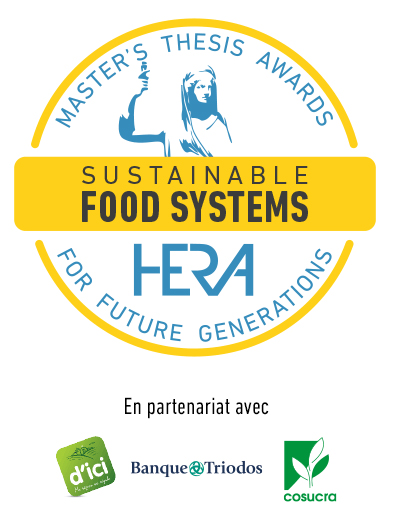 MASTER'S THESIS AWARDS
SUSTAINABLE
FOOD SYSTEMS
HERA
FOR FUTURE GENERATIONS
En partenariat avec
d'ici
Banque Triodos
cosucra